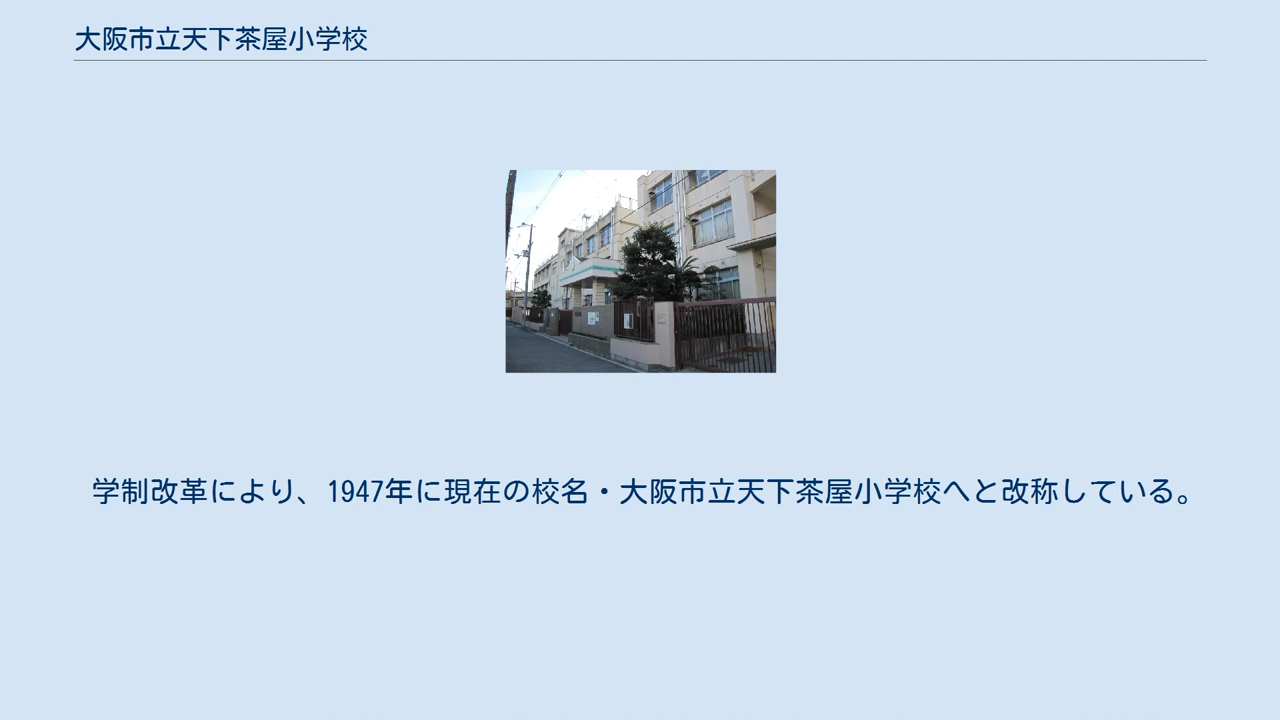 大阪市立天下茶屋小学校
学制改革により、1947年に現在の校名・大阪市立天下茶屋小学校へと改称している。